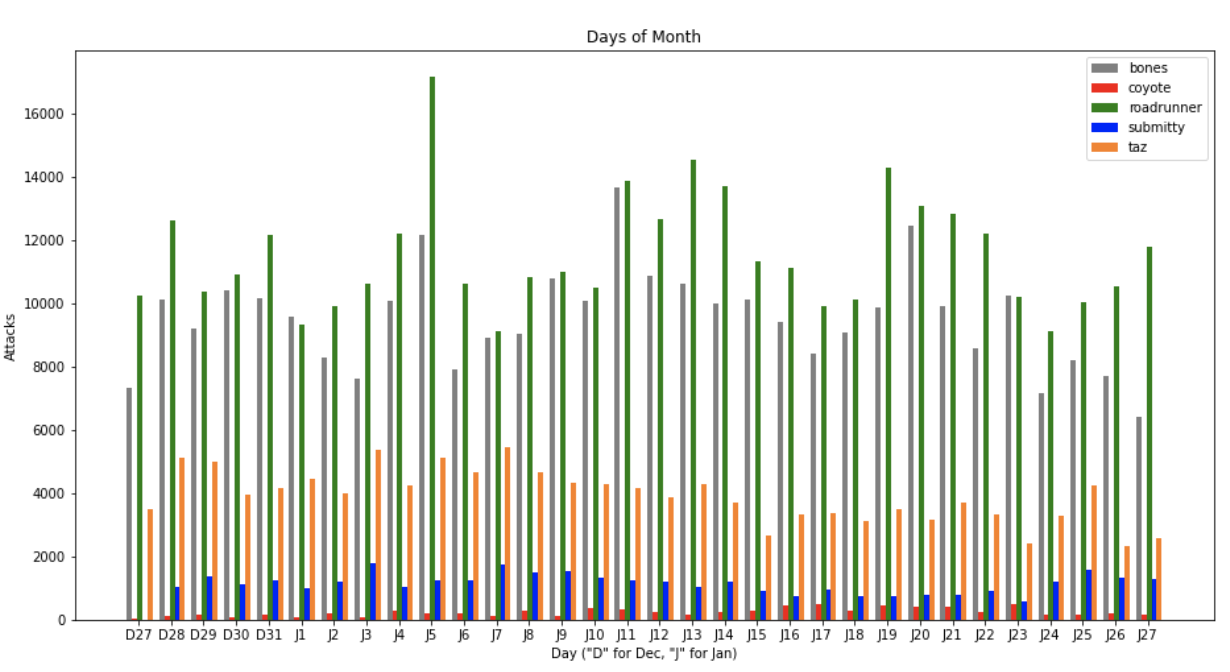 Days of Month
bones
coyote
roadrunner
submitty
taz
16000
14000
12000
10000
8000
6000
4000
2000
0
Attacks
D27 D28 D29 D30 D31 J1 J2 J3 J4 J5 J6 J7 J8 J9 J10 J11 J12 J13 J14 J15 J16 J17 J18 J19 J20 J21 J22 J23 J24 J25 J26 J27
Day ("D" for Dec, "J" for Jan)